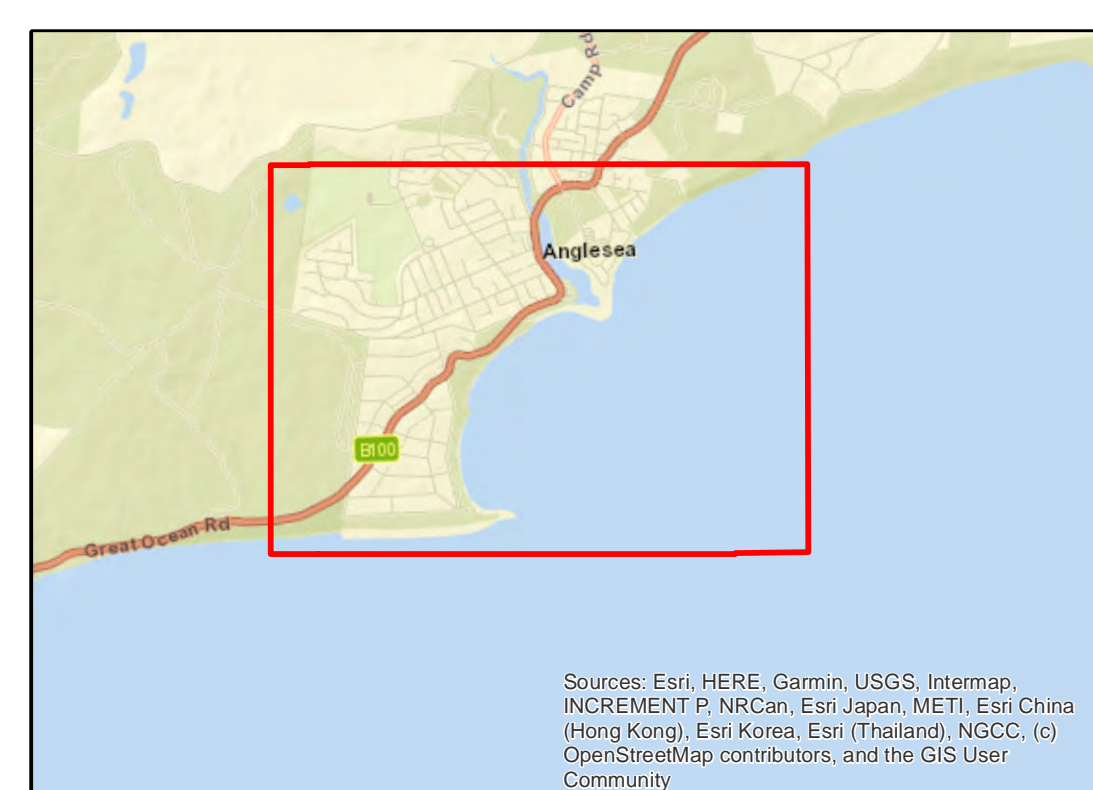 Camp Rd
Anglesea
B100
Great Ocean Rd
Sources: Esri, HERE, Garmin, USGS, Intermap,
INCREMENT P, NRCan, Esri Japan, METI, Esri China
(Hong Kong), Esri Korea, Esri (Thailand), NGCC, (c)
OpenStreetMap contributors, and the GIS User
Community